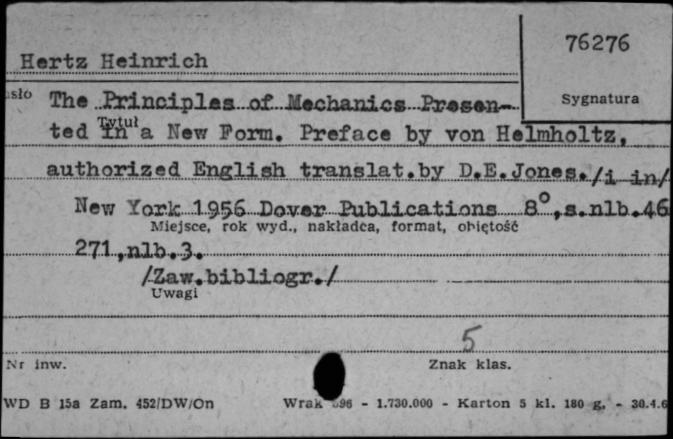 76276
Hertz Heinrich
Sygnatura
The Principles of Mechanics Presen-
Tytuł
ted in a New Form. Preface by von Helmholtz,
authorized English translat.by D.E.Jones./i in/
New York 1956 Dover Publications 8°,s.nlb.46
Miejsce, rok wyd., nakładca, format, objętość
271,nlb.3.
/Zaw.bibliogr./
Uwagi
5
Nr inw. Znak klas.
WD B 15a Zam. 452/DW/On Wrak 96 - 1.730.000 - Karton 5 kl. 180 g. - 30.4.6